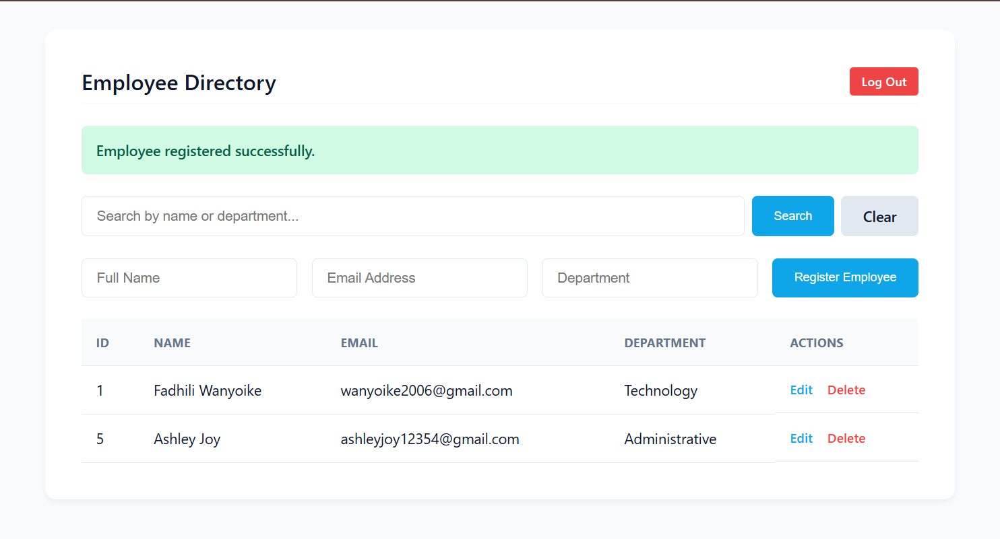 Employee Directory Log Out
Employee registered successfully.
Search by name or department... Search Clear
Full Name Email Address Department Register Employee
ID NAME EMAIL DEPARTMENT ACTIONS
1 Fadhili Wanyoike wanyoike2006@gmail.com Technology Edit Delete
5 Ashley Joy ashleyjoy12354@gmail.com Administrative Edit Delete